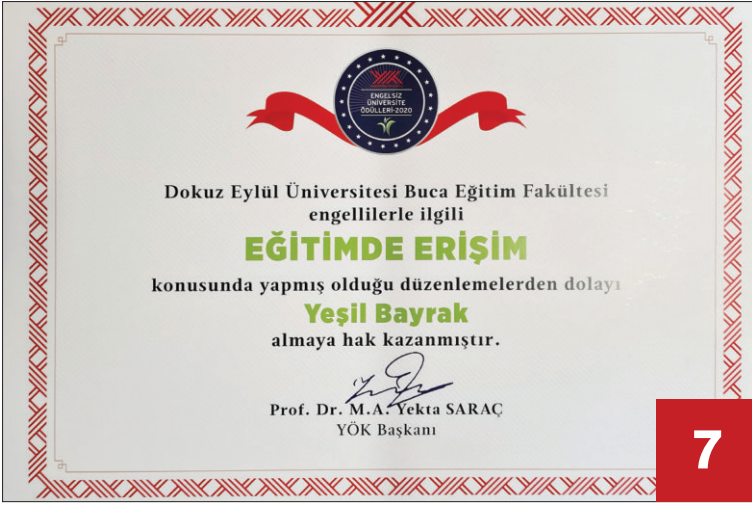 ENGELSİZ
ÜNİVERSİTE
ÖDÜLLERİ-2020
Dokuz Eylül Üniversitesi Buca Eğitim Fakültesi
engellilerle ilgili
EĞİTİMDE ERİŞİM
konusunda yapmış olduğu düzenlemelerden dolayı
Yeşil Bayrak
almaya hak kazanmıştır.
Prof. Dr. M.A. Yekta SARAÇ
YÖK Başkanı
7